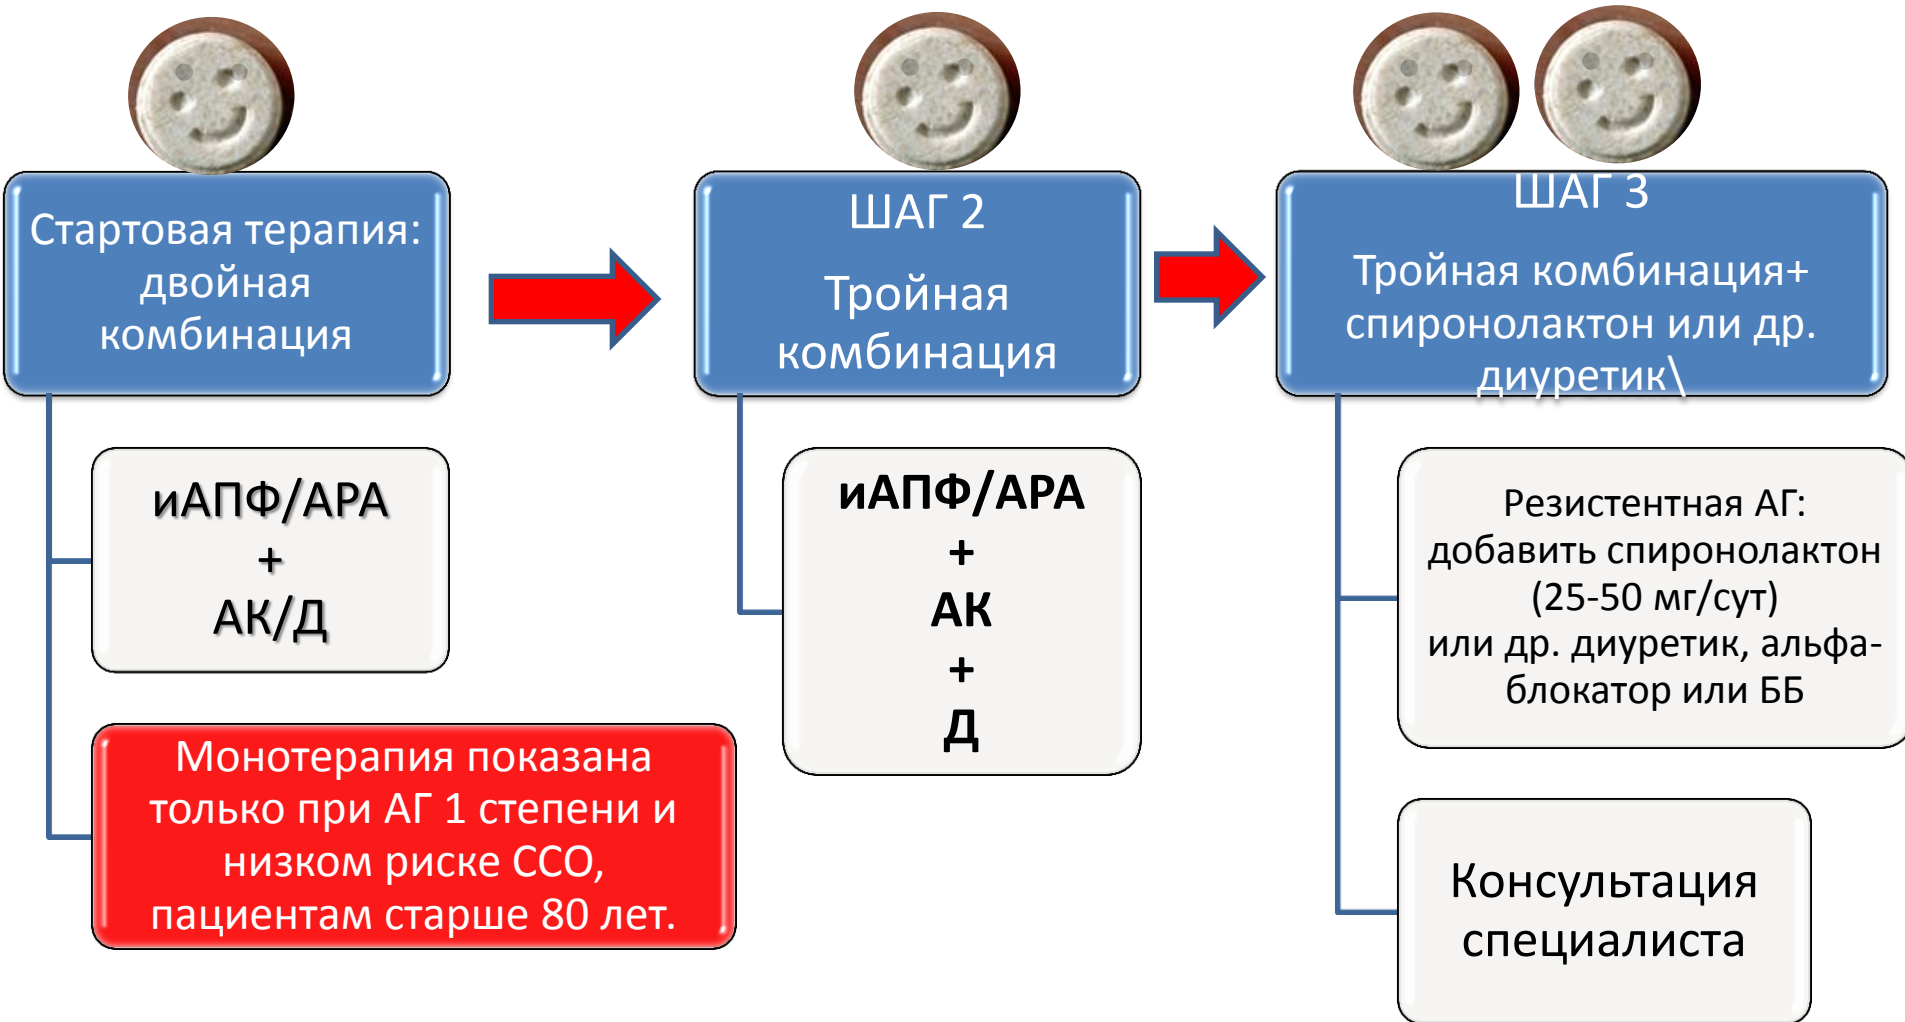 Стартовая терапия:
двойная
комбинация
иАПФ/АРА
+
АК/Д
Монотерапия показана
только при АГ 1 степени и
низком риске ССО,
пациентам старше 80 лет.
ШАГ 2
Тройная
комбинация
иАПФ/АРА
+
АК
+
Д
ШАГ 3
Тройная комбинация+
спиронолактон или др.
диуретик\
Резистентная АГ:
добавить спиронолактон
(25-50 мг/сут)
или др. диуретик, альфа-
блокатор или ББ
Консультация
специалиста